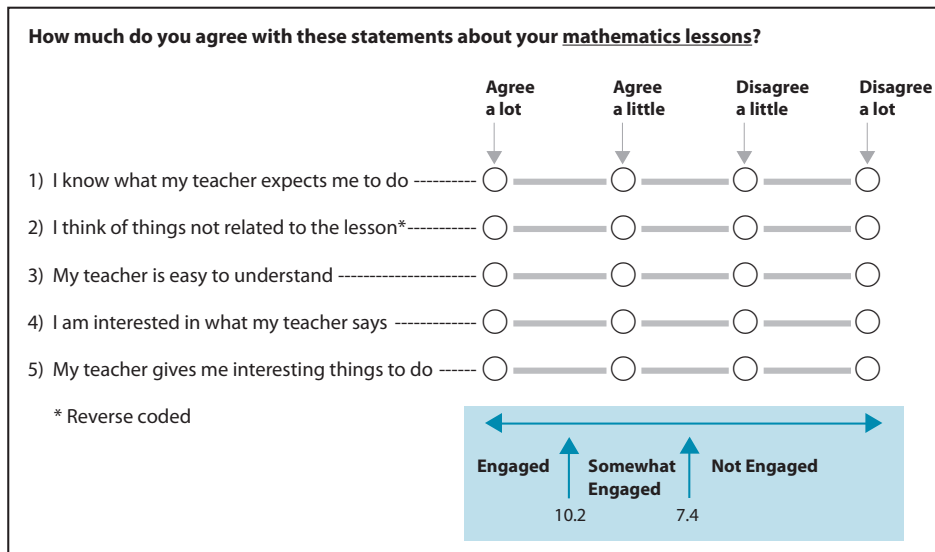 How much do you agree with these statements about your mathematics lessons?
Agree a lot
Agree a little
Disagree a little
Disagree a lot
1) I know what my teacher expects me to do ----------
2) I think of things not related to the lesson*-----------
3) My teacher is easy to understand ----------------------
4) I am interested in what my teacher says -------------
5) My teacher gives me interesting things to do ------
* Reverse coded
Engaged
Somewhat Engaged
Not Engaged
10.2
7.4